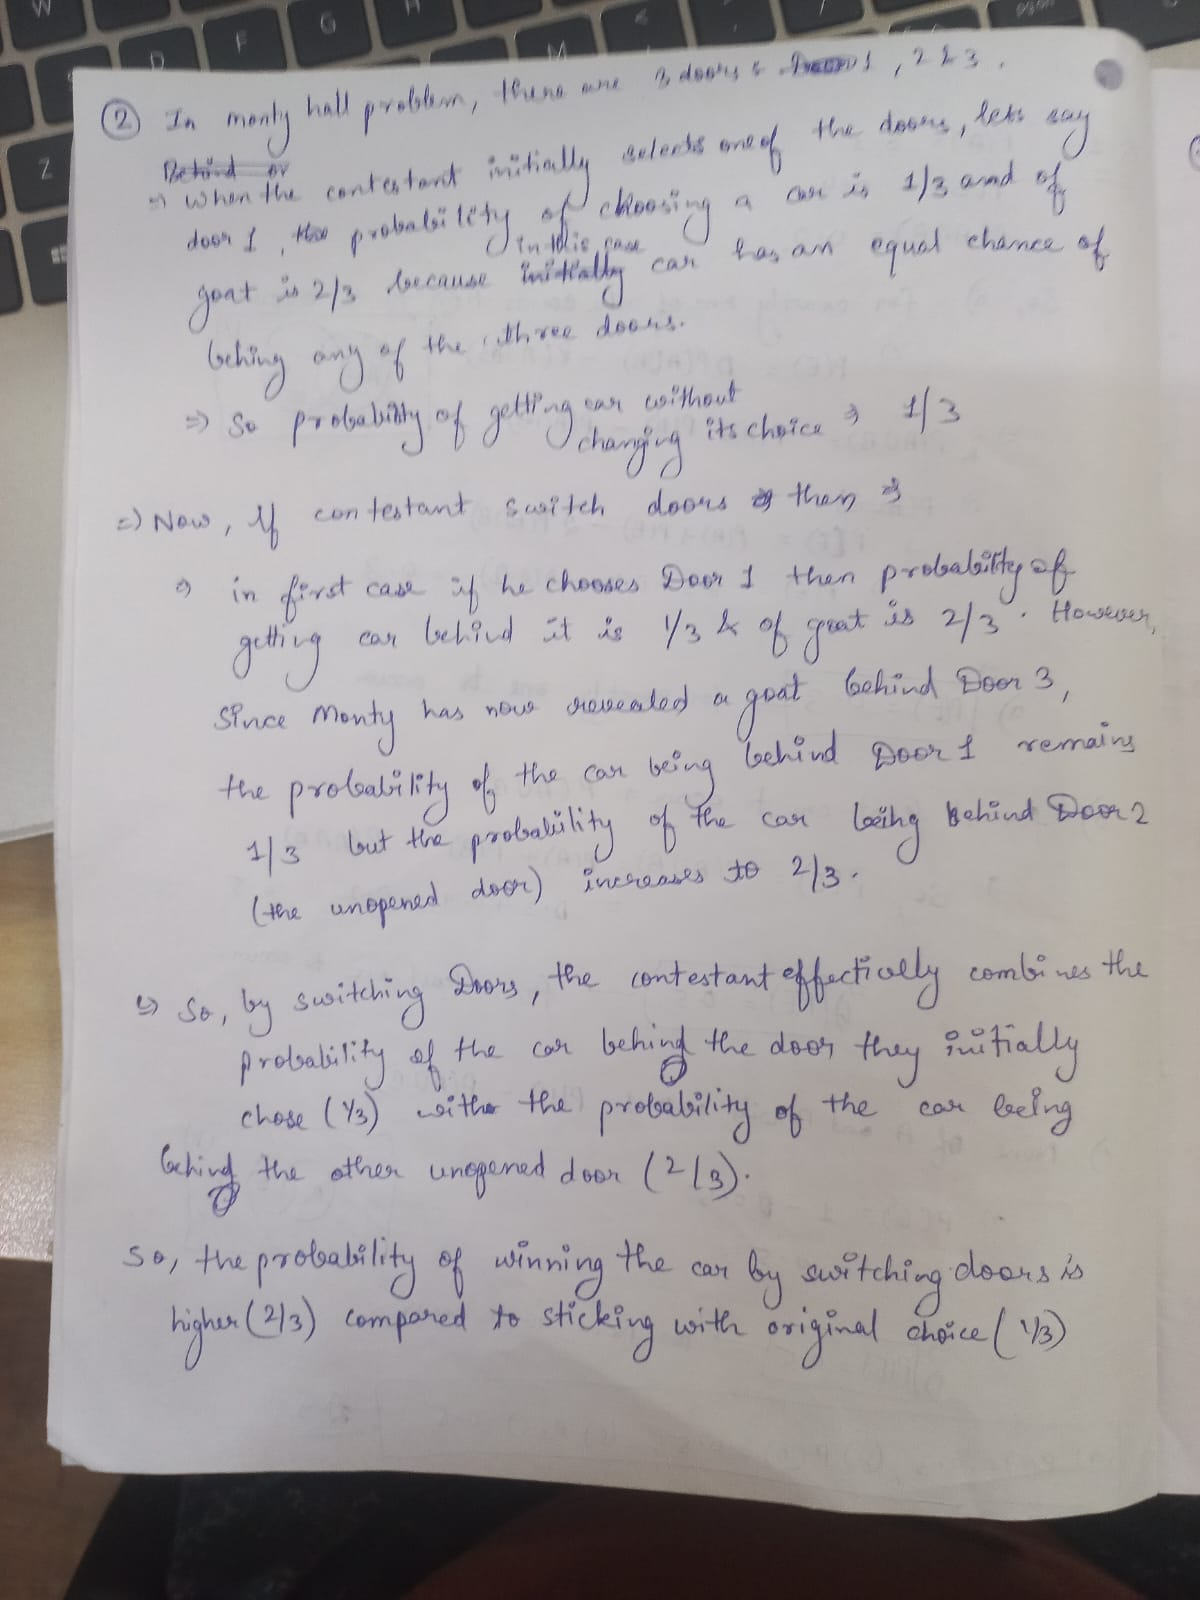 ② In monty hall problem, there are 3 doors 1, 2 & 3.
Behind or
⇒ when the contestant initially selects one of the doors, lets say
door 1, the probability of choosing a car is 1/3 and of
in this case
goat is 2/3 because initially car has an equal chance of
behing any of the three doors.
⇒ So probability of getting car without
changing its choice ⇒ 1/3
⇒ Now, if contestant switch doors then ⇒
⇒ in first case if he chooses Door 1 then probability of
getting car behind it is 1/3 & of goat is 2/3. However,
Since Monty has now revealed a goat behind Door 3,
the probability of the car being behind Door 1 remains
1/3 but the probability of the car being behind Door 2
(the unopened door) increases to 2/3.
⇒ So, by switching Doors, the contestant effectively combines the
probability of the car behing the door they initially
chose (1/3) with the probability of the car being
behing the other unopened door (2/3).
So, the probability of winning the car by switching doors is
higher (2/3) compared to sticking with original choice (1/3)
W
G
H
D
F
Z
M
pgdn